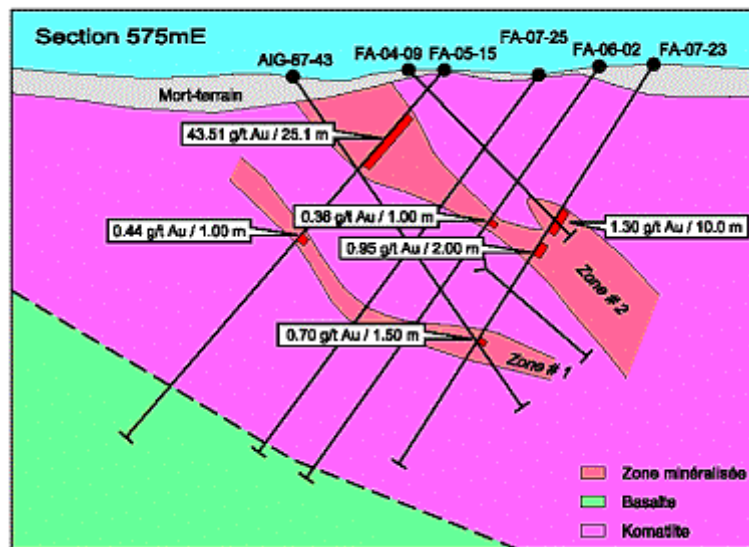 Section 575mE
AIG-87-43
FA-04-09
FA-05-15
FA-07-25
FA-06-02
FA-07-23
Mort-terrain
43.51 g/t Au / 25.1 m
0.44 g/t Au / 1.00 m
0.36 g/t Au / 1.00 m
1.30 g/t Au / 10.0 m
0.95 g/t Au / 2.00 m
Zone # 2
0.70 g/t Au / 1.50 m
Zone # 1
Zone minéralisée
Basalte
Komatiite